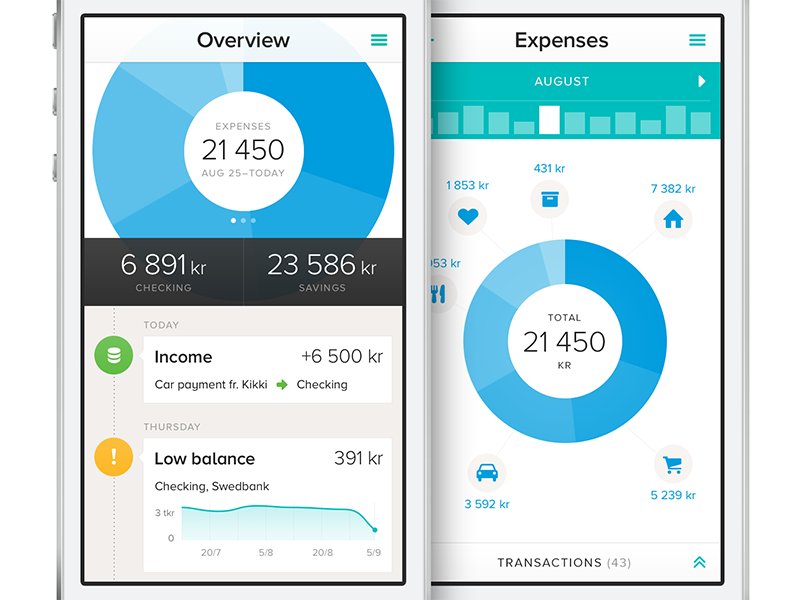 Overview
EXPENSES
21 450
AUG 25–TODAY
6 891 kr
CHECKING
23 586 kr
SAVINGS
TODAY
Income
+6 500 kr
Car payment fr. Kikki
Checking
THURSDAY
!
Low balance
391 kr
Checking, Swedbank
3 tkr
0
20/7
5/8
20/8
5/9
Expenses
AUGUST
431 kr
1 853 kr
7 382 kr
953 kr
TOTAL
21 450
KR
3 592 kr
5 239 kr
TRANSACTIONS (43)